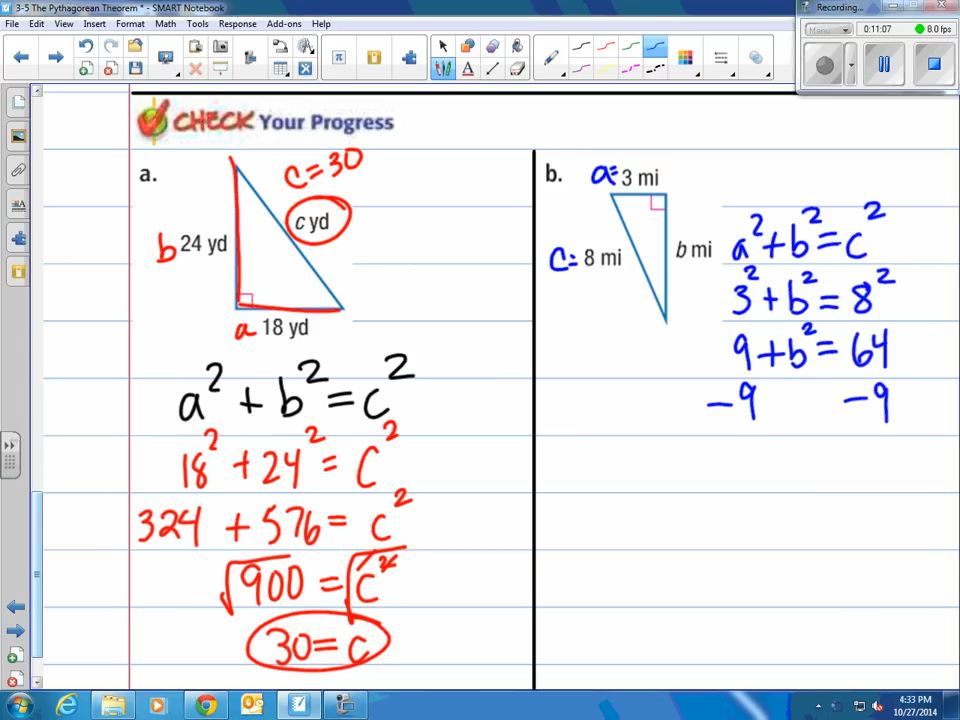 3-5 The Pythagorean Theorem * - SMART Notebook
Recording...
File Edit View Insert Format Math Tools Response Add-ons Help
Menu
0:11:07
8.0 fps
CHECK Your Progress
a.
c = 30
c yd
b 24 yd
a 18 yd
a² + b² = c²
18² + 24² = C²
324 + 576 = c²
√900 = √c²
30 = c
b.
a = 3 mi
c = 8 mi
b mi
a² + b² = c²
3² + b² = 8²
9 + b² = 64
-9 -9
4:33 PM
10/27/2014